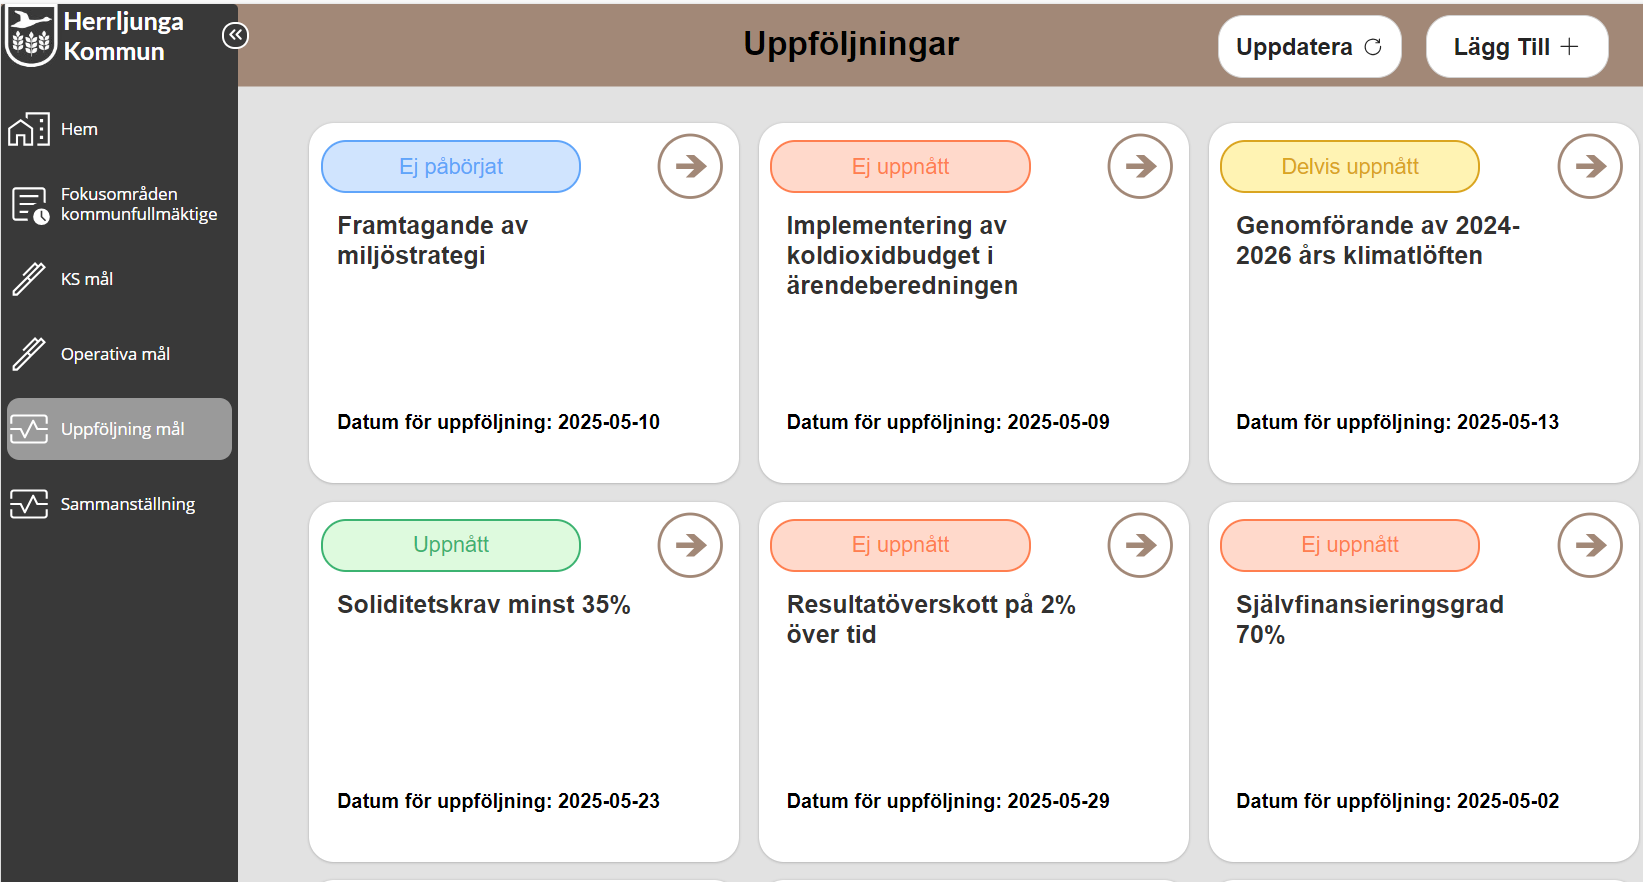 Herrljunga
Kommun
Hem
Fokusområden
kommunfullmäktige
KS mål
Operativa mål
Uppföljning mål
Sammanställning
Uppföljningar
Uppdatera
Lägg Till
Ej påbörjat
Framtagande av
miljöstrategi
Datum för uppföljning: 2025-05-10
Ej uppnått
Implementering av
koldioxidbudget i
ärendeberedningen
Datum för uppföljning: 2025-05-09
Delvis uppnått
Genomförande av 2024-
2026 års klimatlöften
Datum för uppföljning: 2025-05-13
Uppnått
Soliditetskrav minst 35%
Datum för uppföljning: 2025-05-23
Ej uppnått
Resultatöverskott på 2%
över tid
Datum för uppföljning: 2025-05-29
Ej uppnått
Självfinansieringsgrad
70%
Datum för uppföljning: 2025-05-02